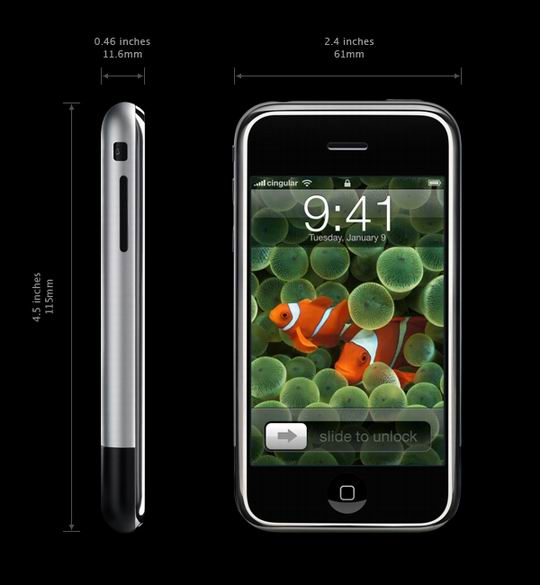 0.46 inches
11.6mm
2.4 inches
61mm
4.5 inches
115mm
cingular
9:41
Tuesday, January 9
slide to unlock